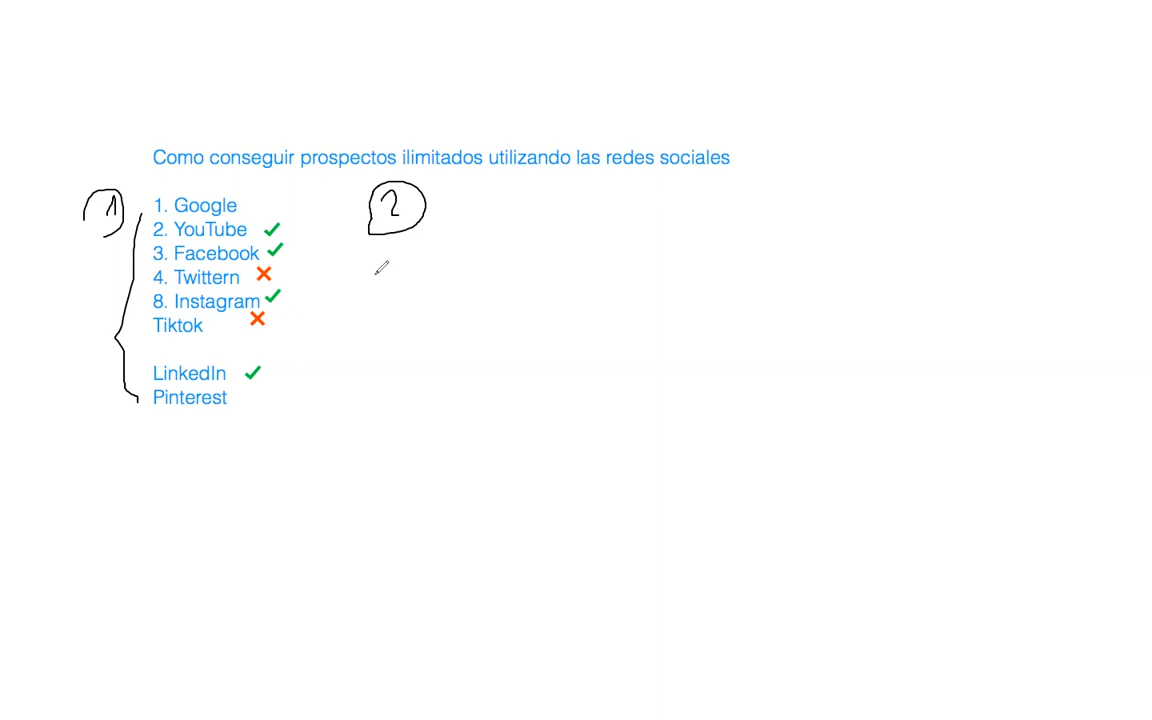 Como conseguir prospectos ilimitados utilizando las redes sociales
1
1. Google
2. YouTube
3. Facebook
4. Twittern
8. Instagram
Tiktok
LinkedIn
Pinterest
2